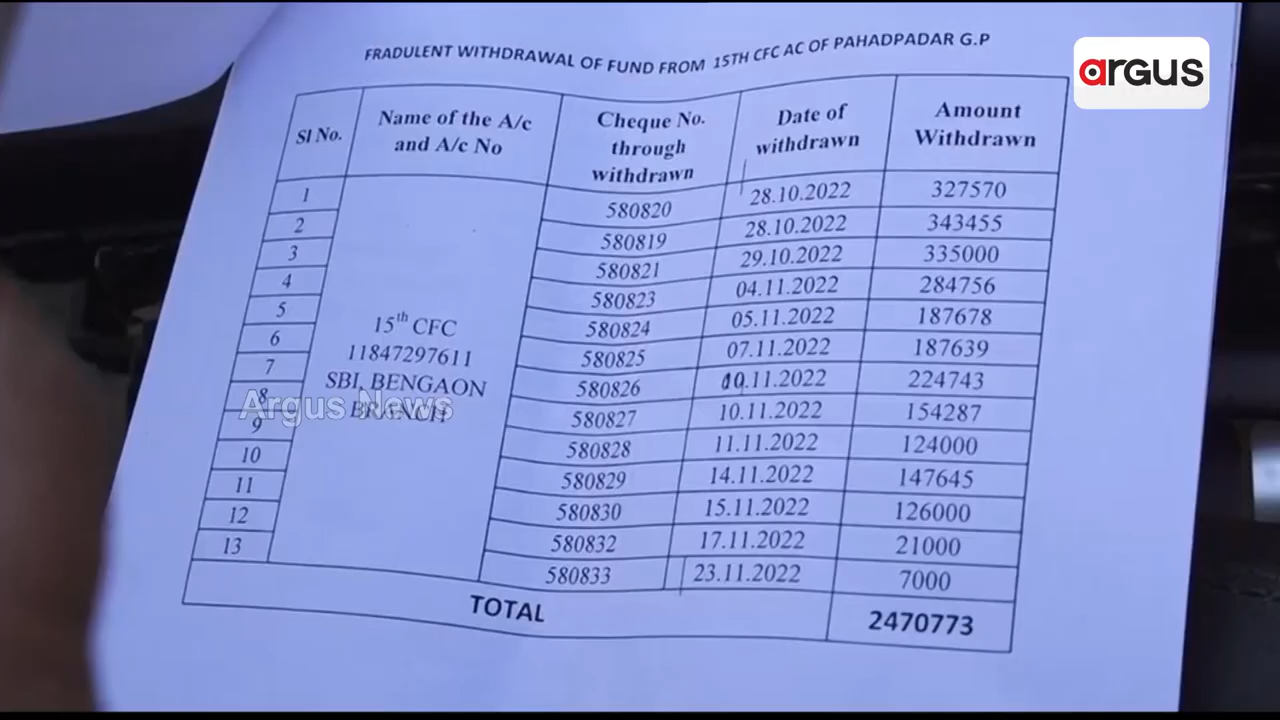 FRADULENT WITHDRAWAL OF FUND FROM 15TH CFC AC OF PAHADPADAR G.P
argus
Sl No. Name of the A/c and A/c No Cheque No. through withdrawn Date of withdrawn Amount Withdrawn
1 580820 28.10.2022 327570
2 580819 28.10.2022 343455
3 580821 29.10.2022 335000
4 580823 04.11.2022 284756
5 580824 05.11.2022 187678
6 580825 07.11.2022 187639
7 580826 10.11.2022 224743
8 580827 10.11.2022 154287
9 580828 11.11.2022 124000
10 580829 14.11.2022 147645
11 580830 15.11.2022 126000
12 580832 17.11.2022 21000
13 580833 23.11.2022 7000
15th CFC
11847297611
SBI, BENGAON
BRANCH
Argus News
TOTAL 2470773